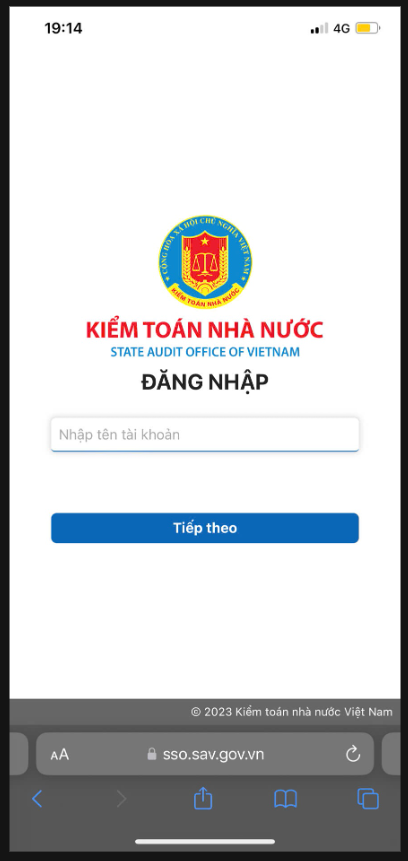 19:14
4G
CỘNG HÒA XÃ HỘI CHỦ NGHĨA VIỆT NAM
KIỂM TOÁN NHÀ NƯỚC
KIỂM TOÁN NHÀ NƯỚC
STATE AUDIT OFFICE OF VIETNAM
ĐĂNG NHẬP
Nhập tên tài khoản
Tiếp theo
© 2023 Kiểm toán nhà nước Việt Nam
AA sso.sav.gov.vn